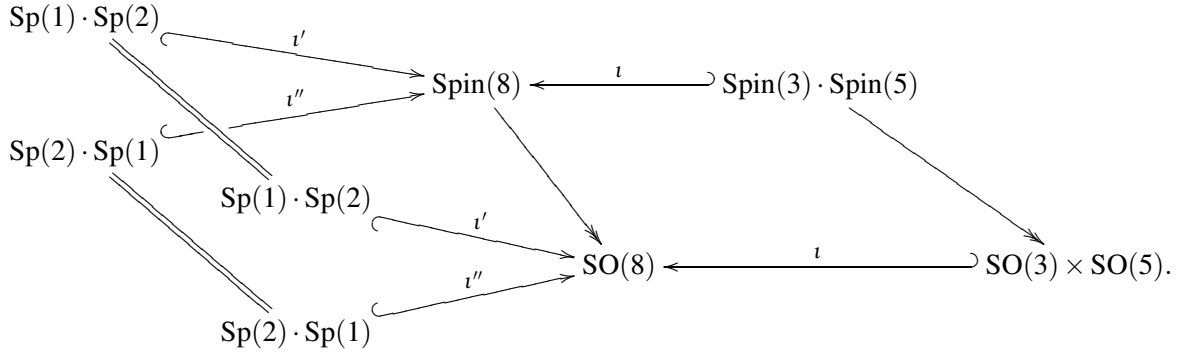 Sp(1) · Sp(2)
ι′
Spin(8)
ι
Spin(3) · Spin(5)
ι″
Sp(2) · Sp(1)
Sp(1) · Sp(2)
ι′
SO(8)
ι
SO(3) × SO(5).
ι″
Sp(2) · Sp(1)